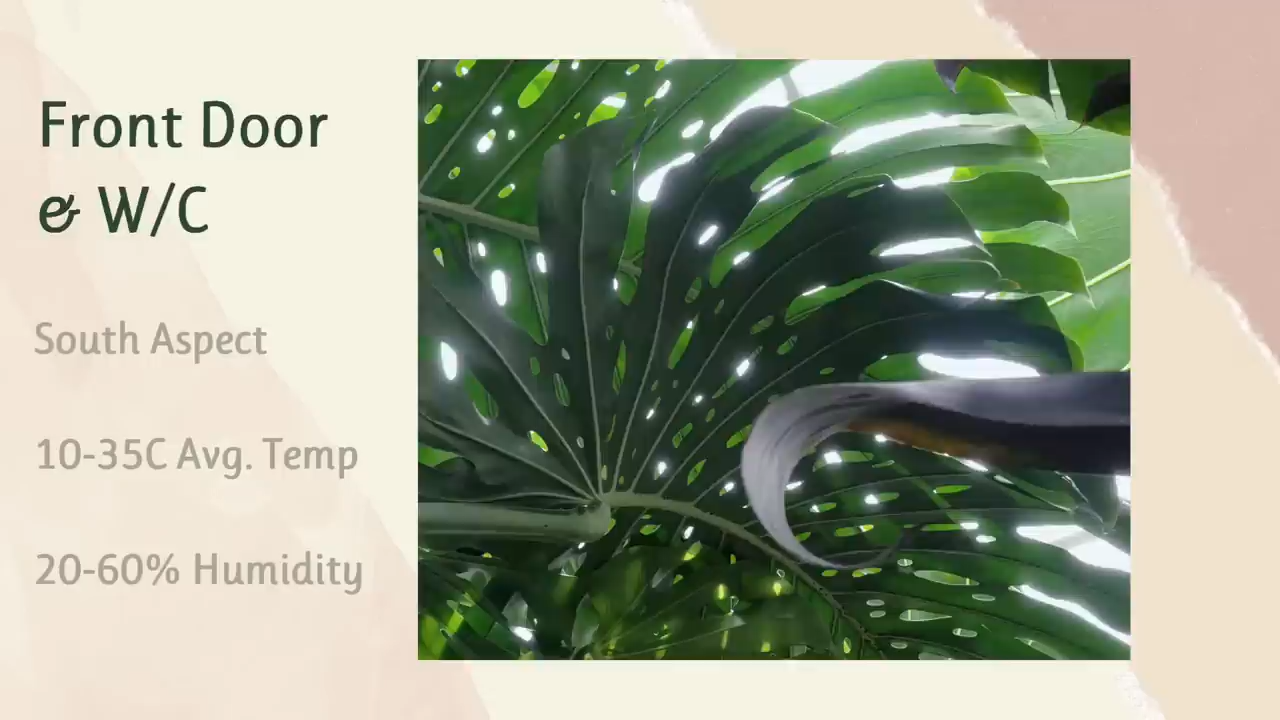 Front Door
& W/C
South Aspect
10-35C Avg. Temp
20-60% Humidity